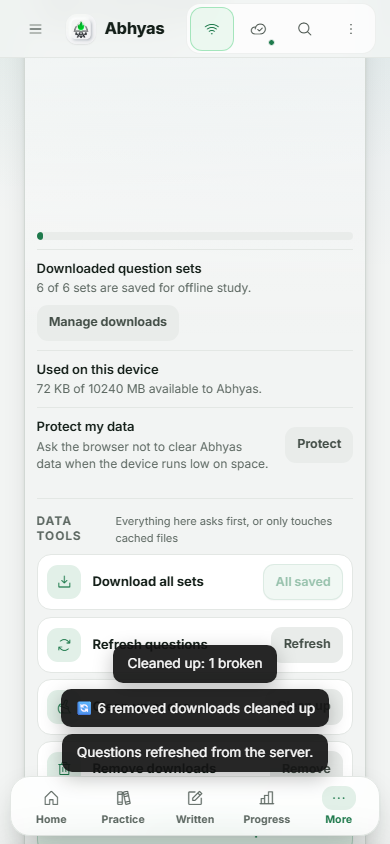 Abhyas
Downloaded question sets
6 of 6 sets are saved for offline study.
Manage downloads
Used on this device
72 KB of 10240 MB available to Abhyas.
Protect my data
Ask the browser not to clear Abhyas
data when the device runs low on space.
Protect
DATA
TOOLS
Everything here asks first, or only touches
cached files
Download all sets
All saved
Refresh questions
Refresh
Cleaned up: 1 broken
6 removed downloads cleaned up
Questions refreshed from the server.
Remove downloads
Remove
Home
Practice
Written
Progress
More